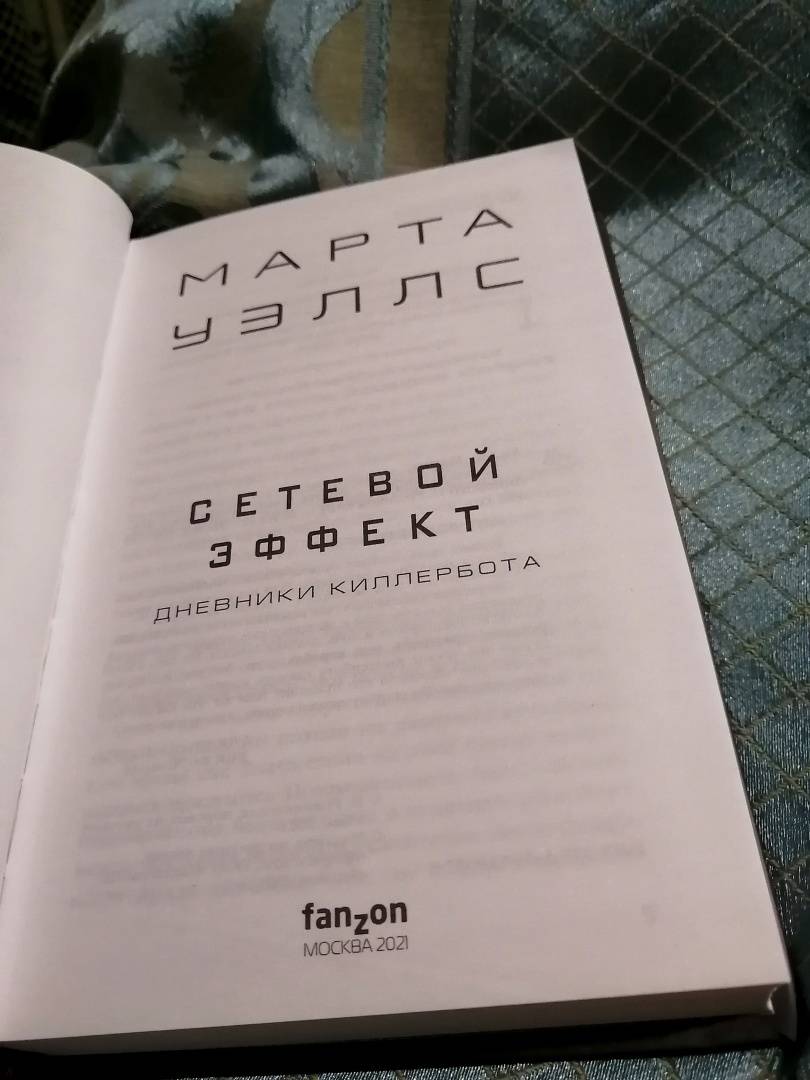 МАРТА
УЭЛЛС
СЕТЕВОЙ
ЭФФЕКТ
ДНЕВНИКИ КИЛЛЕРБОТА
fanzon
МОСКВА 2021